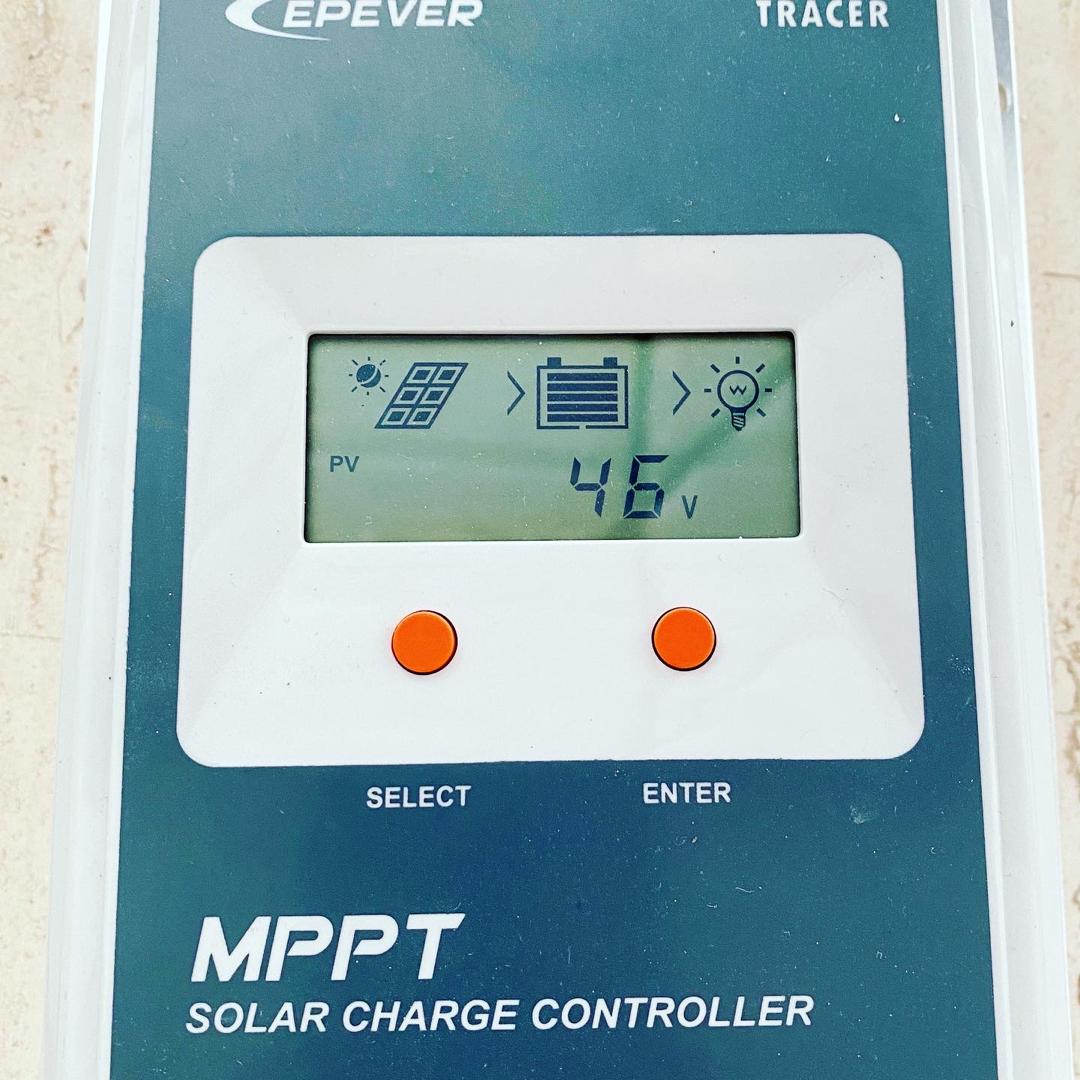 EPEVER TRACER
PV 46 V
SELECT ENTER
MPPT
SOLAR CHARGE CONTROLLER